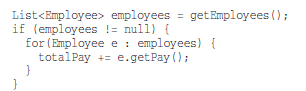 List<Employee> employees = getEmployees();
if (employees != null) {
  for(Employee e : employees) {
    totalPay += e.getPay();
  }
}